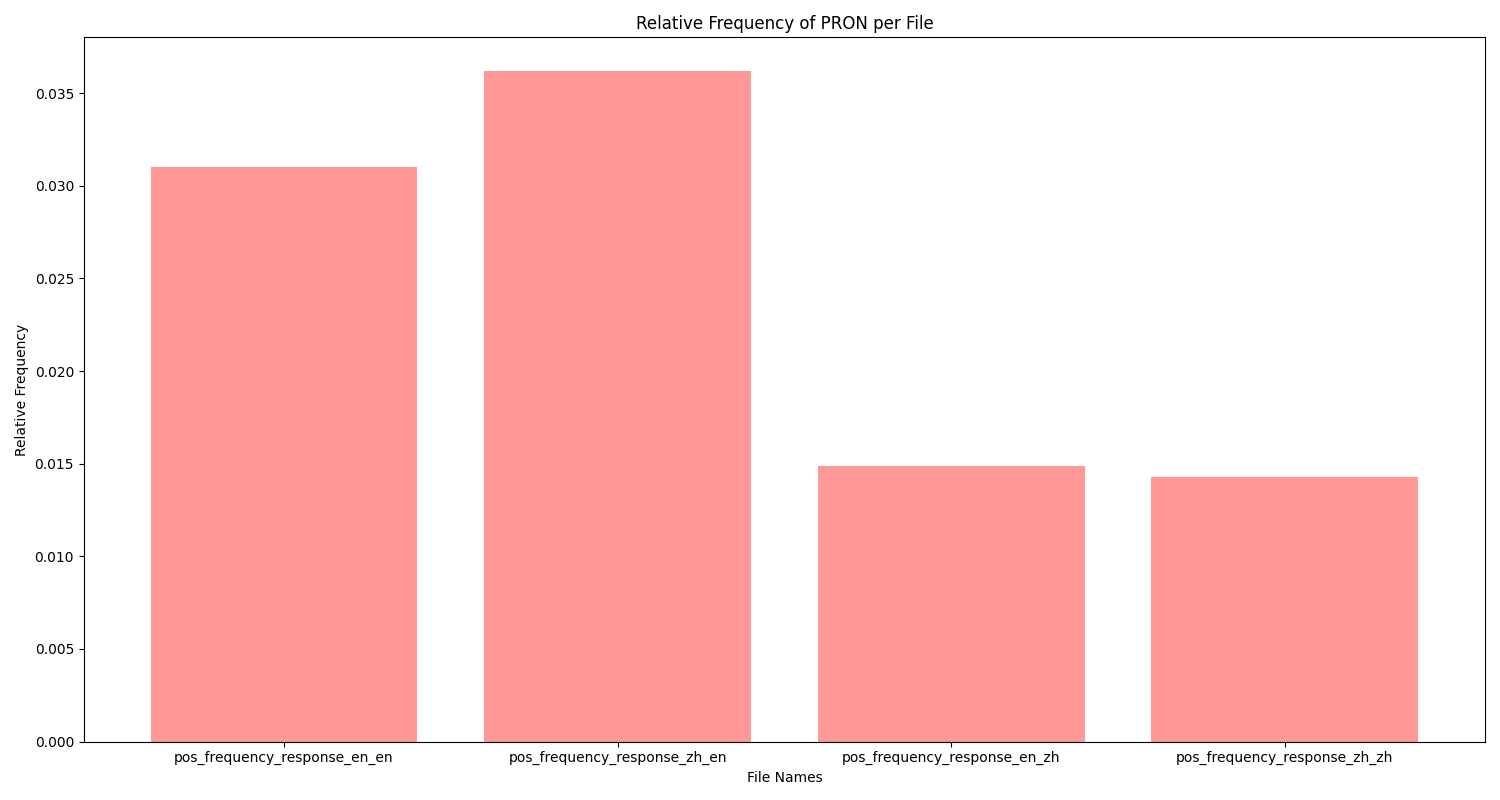 Relative Frequency of PRON per File
0.035
0.030
0.025
0.020
0.015
0.010
0.005
0.000
Relative Frequency
pos_frequency_response_en_en
pos_frequency_response_zh_en
pos_frequency_response_en_zh
pos_frequency_response_zh_zh
File Names